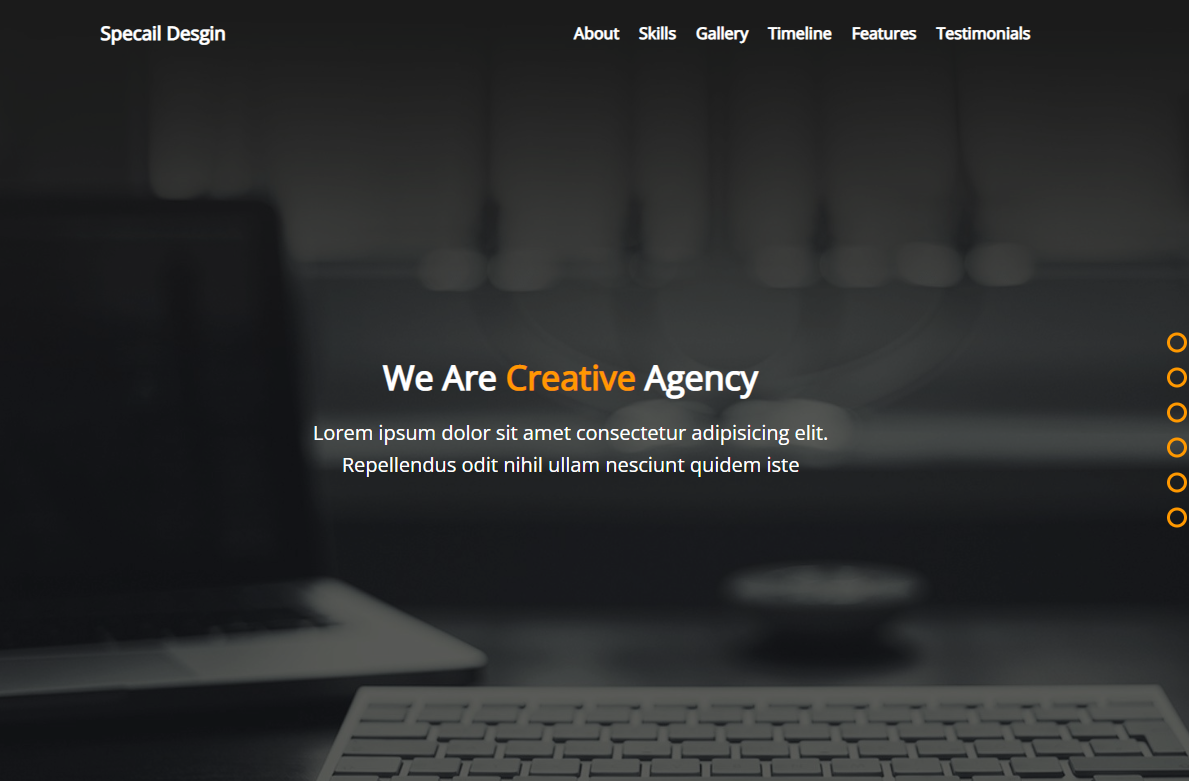 Specail Desgin
About Skills Gallery Timeline Features Testimonials
We Are Creative Agency
Lorem ipsum dolor sit amet consectetur adipisicing elit.
Repellendus odit nihil ullam nesciunt quidem iste